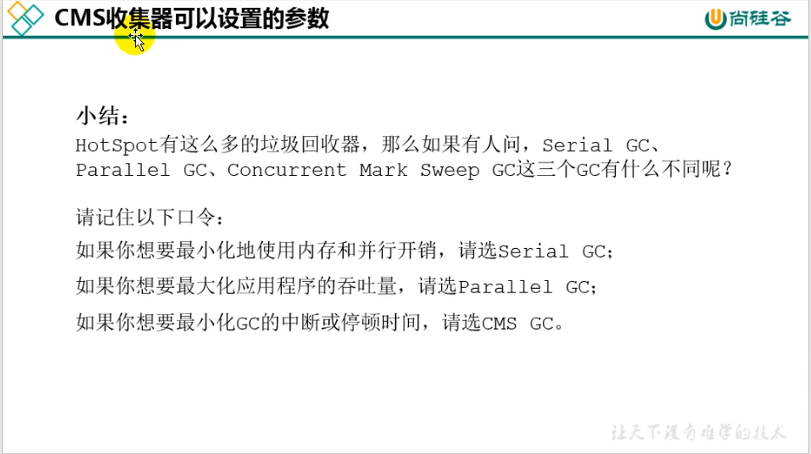 CMS收集器可以设置的参数
尚硅谷
小结：
HotSpot有这么多的垃圾回收器，那么如果有人问，Serial GC、
Parallel GC、Concurrent Mark Sweep GC这三个GC有什么不同呢？
请记住以下口令：
如果你想要最小化地使用内存和并行开销，请选Serial GC；
如果你想要最大化应用程序的吞吐量，请选Parallel GC；
如果你想要最小化GC的中断或停顿时间，请选CMS GC。
让天下没有难学的技术